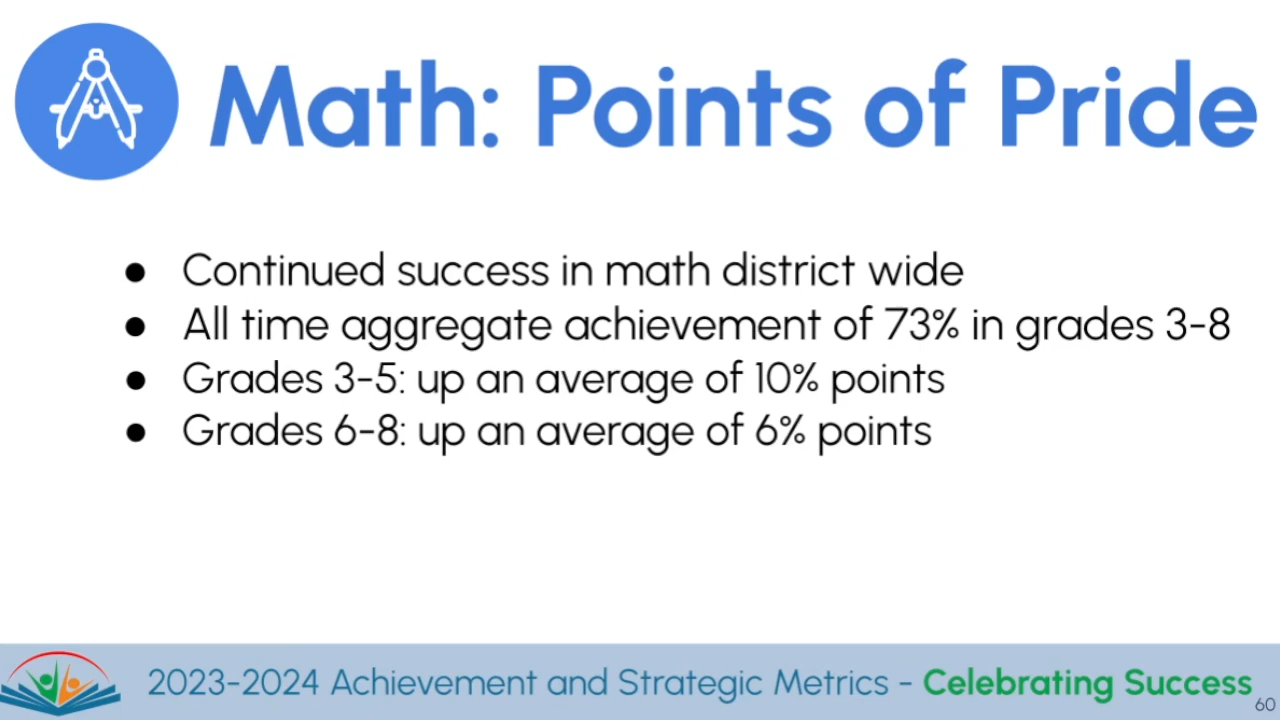 Math: Points of Pride
● Continued success in math district wide
● All time aggregate achievement of 73% in grades 3-8
● Grades 3-5: up an average of 10% points
● Grades 6-8: up an average of 6% points
2023-2024 Achievement and Strategic Metrics - Celebrating Success
60